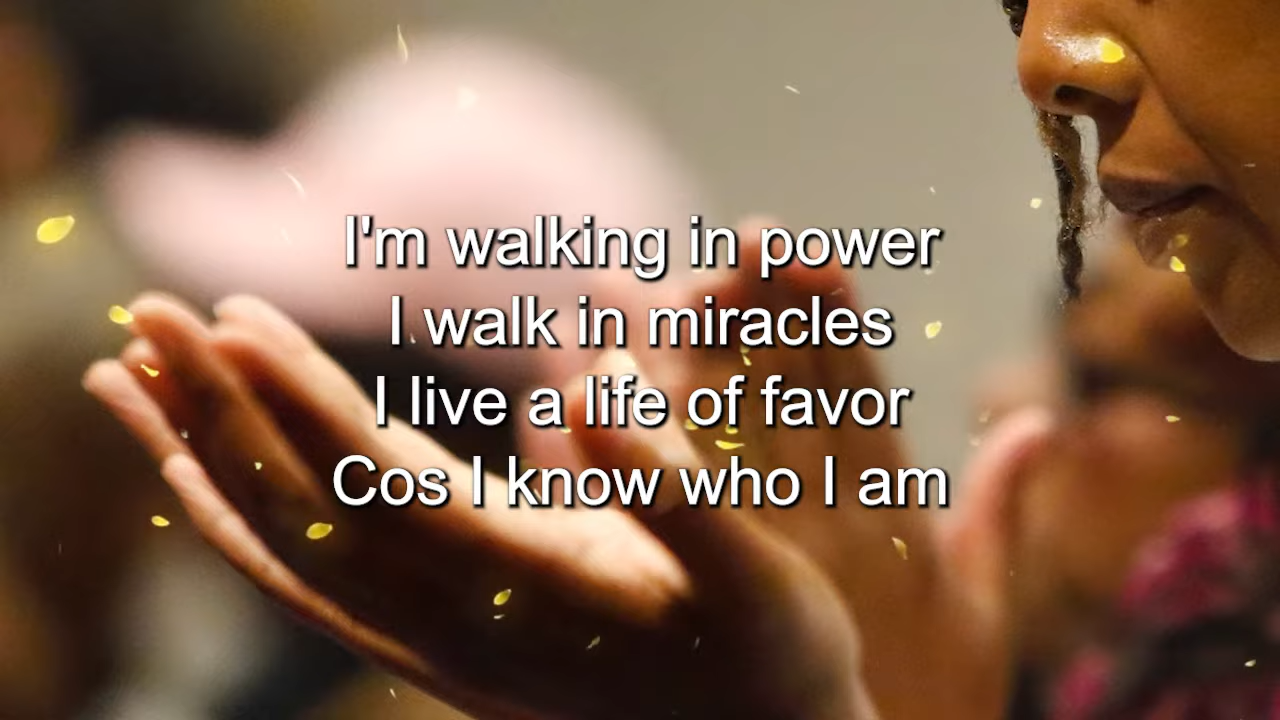 I'm walking in power
I walk in miracles
I live a life of favor
Cos I know who I am